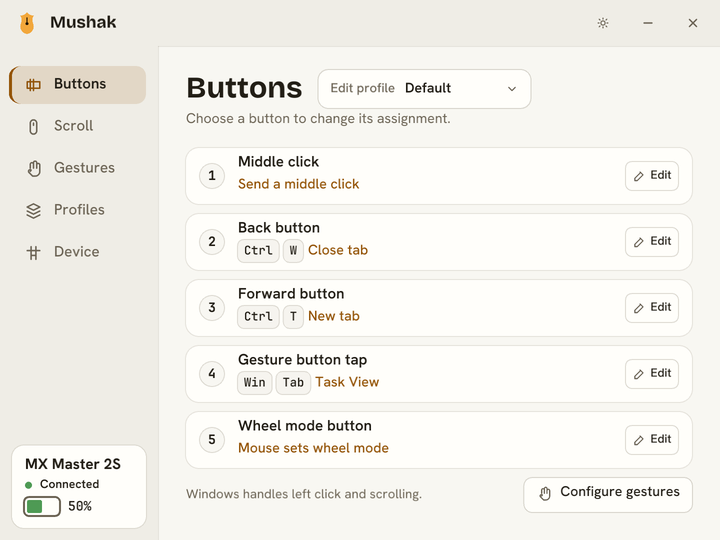 Mushak
Buttons
Scroll
Gestures
Profiles
Device
MX Master 2S
Connected
50%
Buttons
Edit profile Default
Choose a button to change its assignment.
1
Middle click
Send a middle click
Edit
2
Back button
Ctrl W Close tab
Edit
3
Forward button
Ctrl T New tab
Edit
4
Gesture button tap
Win Tab Task View
Edit
5
Wheel mode button
Mouse sets wheel mode
Edit
Windows handles left click and scrolling.
Configure gestures